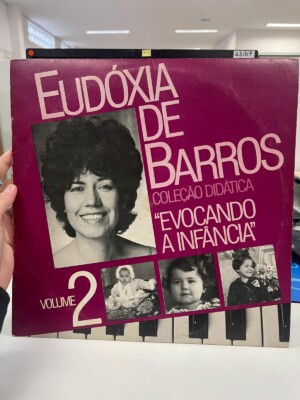 EUDÓXIA
DE
BARROS
COLEÇÃO DIDÁTICA
"EVOCANDO
A INFÂNCIA"
VOLUME 2